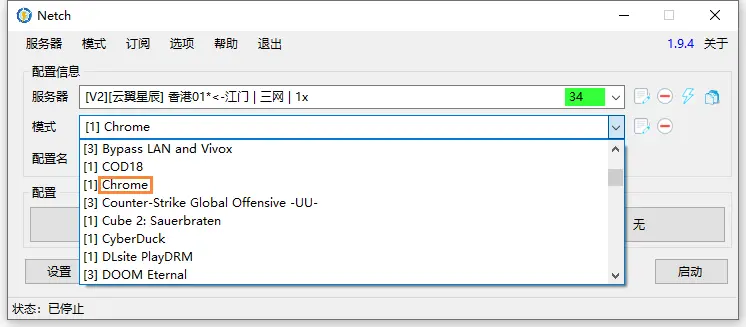 Netch
服务器 模式 订阅 选项 帮助 退出 1.9.4 关于
配置信息
服务器 [V2][云翼星辰] 香港01*<-江门 | 三网 | 1x 34
模式 [1] Chrome
[3] Bypass LAN and Vivox
[1] COD18
配置名
[1] Chrome
配置
[3] Counter-Strike Global Offensive -UU-
[1] Cube 2: Sauerbraten
无
[1] CyberDuck
[1] DLsite PlayDRM
设置
[3] DOOM Eternal
启动
状态：已停止